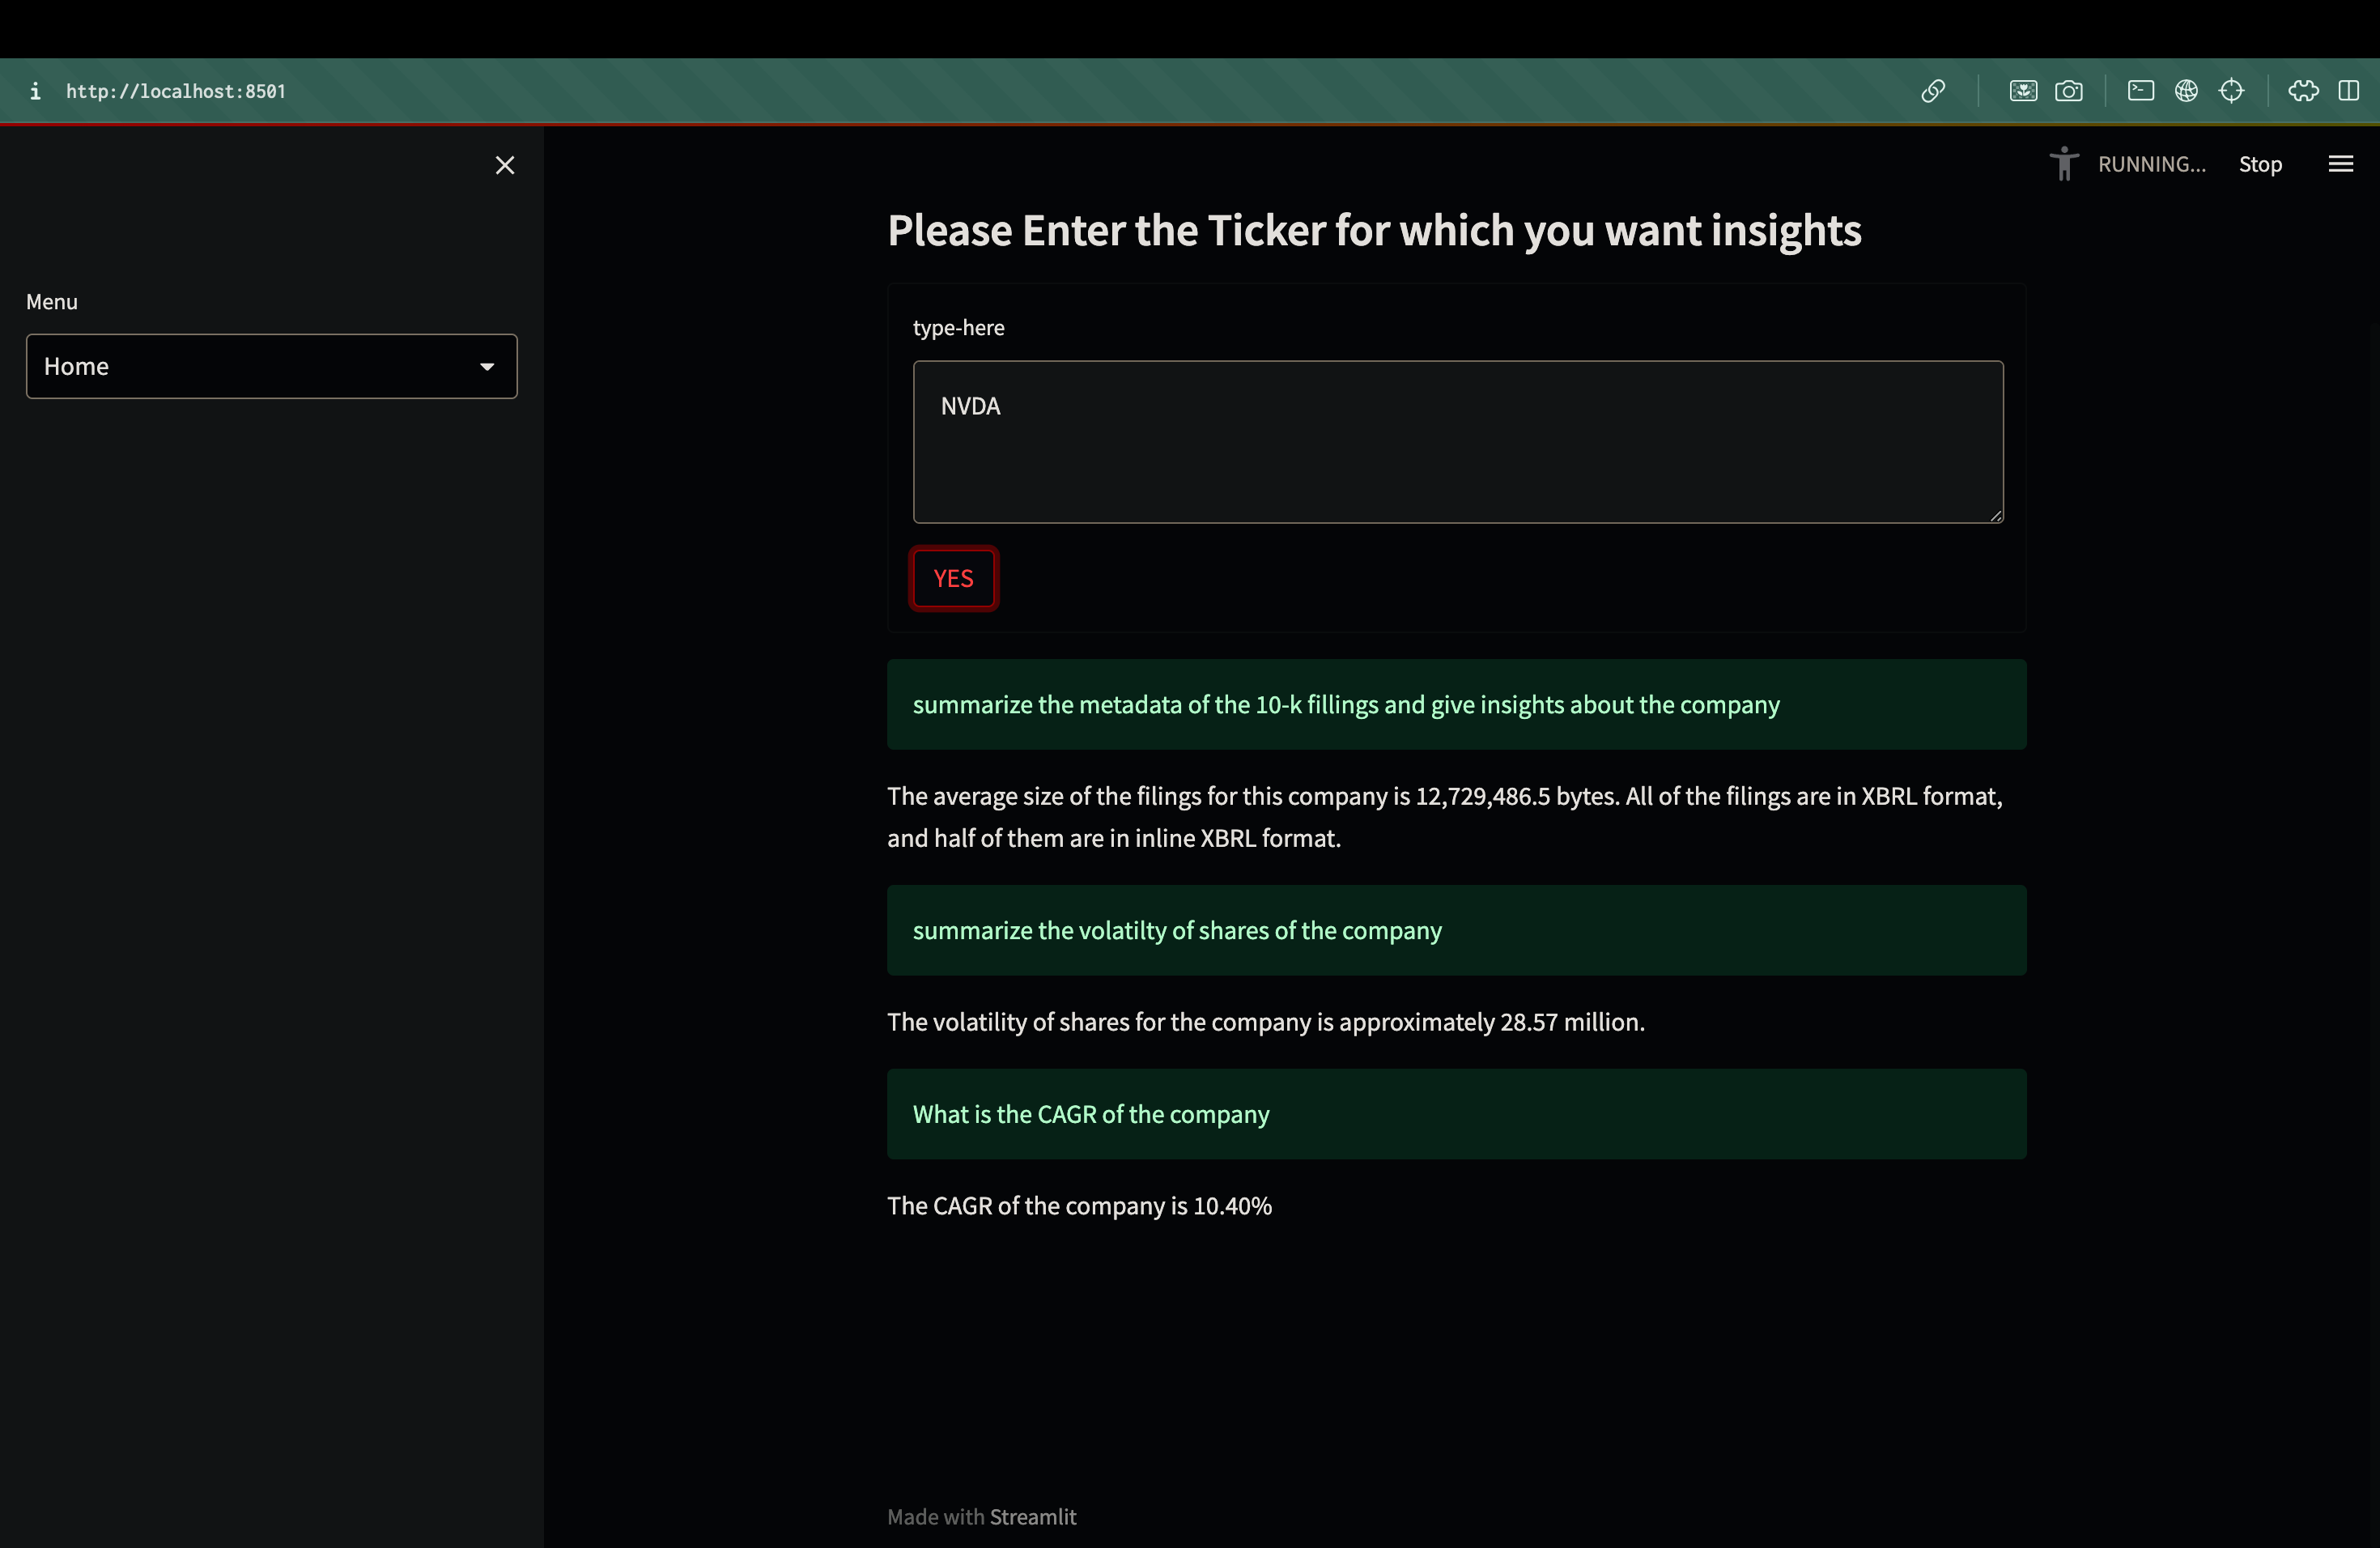 i http://localhost:8501
RUNNING... Stop
Please Enter the Ticker for which you want insights
Menu
Home
type-here
NVDA
YES
summarize the metadata of the 10-k fillings and give insights about the company
The average size of the filings for this company is 12,729,486.5 bytes. All of the filings are in XBRL format,
and half of them are in inline XBRL format.
summarize the volatilty of shares of the company
The volatility of shares for the company is approximately 28.57 million.
What is the CAGR of the company
The CAGR of the company is 10.40%
Made with Streamlit